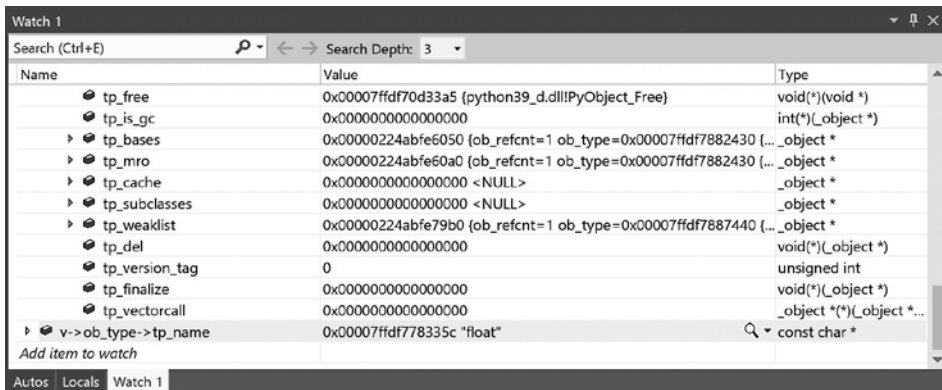 Watch 1
Search (Ctrl+E) Search Depth: 3
Name Value Type
tp_free 0x00007ffdf70d33a5 {python39_d.dll!PyObject_Free} void(*)(void *)
tp_is_gc 0x0000000000000000 int(*)(_object *)
tp_bases 0x00000224abfe6050 {ob_refcnt=1 ob_type=0x00007ffdf7882430 {... _object *
tp_mro 0x00000224abfe60a0 {ob_refcnt=1 ob_type=0x00007ffdf7882430 {... _object *
tp_cache 0x0000000000000000 <NULL> _object *
tp_subclasses 0x0000000000000000 <NULL> _object *
tp_weaklist 0x00000224abfe79b0 {ob_refcnt=1 ob_type=0x00007ffdf7887440 {... _object *
tp_del 0x0000000000000000 void(*)(_object *)
tp_version_tag 0 unsigned int
tp_finalize 0x0000000000000000 void(*)(_object *)
tp_vectorcall 0x0000000000000000 _object *(*)(_object *...
v->ob_type->tp_name 0x00007ffdf778335c "float" const char *
Add item to watch
Autos Locals Watch 1